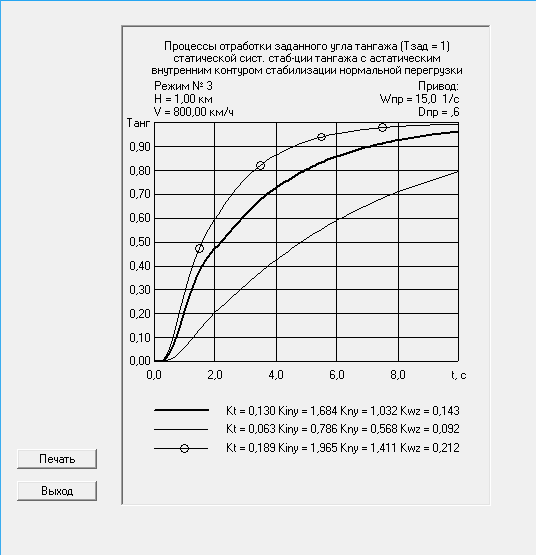 Процессы отработки заданного угла тангажа (Тзад = 1)
статической сист. стаб-ции тангажа с астатическим
внутренним контуром стабилизации нормальной перегрузки
Режим № 3 Привод:
H = 1,00 км Wпр = 15,0 1/с
V = 800,00 км/ч Dпр = ,6
Танг
0,90
0,80
0,70
0,60
0,50
0,40
0,30
0,20
0,10
0,00
0,0 2,0 4,0 6,0 8,0 t, с
Kt = 0,130 Kiny = 1,684 Kny = 1,032 Kwz = 0,143
Kt = 0,063 Kiny = 0,786 Kny = 0,568 Kwz = 0,092
Kt = 0,189 Kiny = 1,965 Kny = 1,411 Kwz = 0,212
Печать
Выход